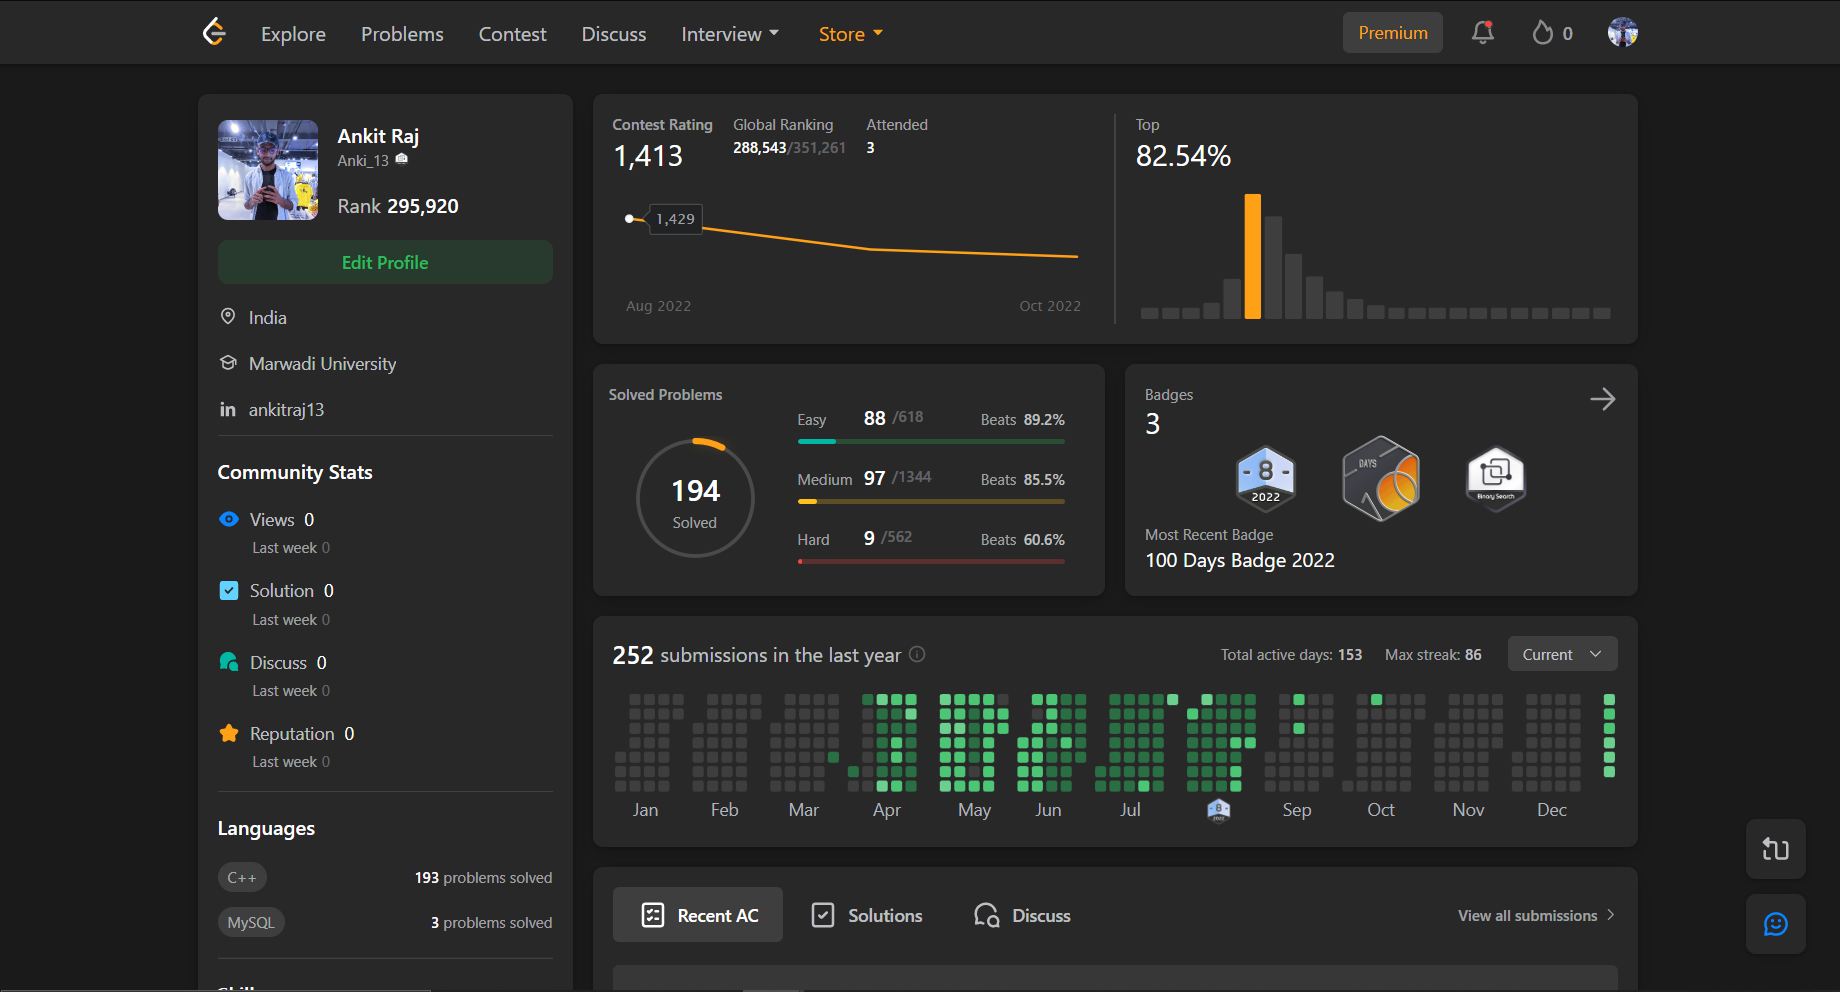 Explore Problems Contest Discuss Interview Store Premium 0
Ankit Raj
Anki_13
Rank 295,920
Edit Profile
India
Marwadi University
in ankitraj13
Community Stats
Views 0
Last week 0
Solution 0
Last week 0
Discuss 0
Last week 0
Reputation 0
Last week 0
Languages
C++ 193 problems solved
MySQL 3 problems solved
Contest Rating
1,413
Global Ranking
288,543/351,261
Attended
3
1,429
Aug 2022 Oct 2022
Top
82.54%
Solved Problems
194
Solved
Easy 88 /618 Beats 89.2%
Medium 97 /1344 Beats 85.5%
Hard 9 /562 Beats 60.6%
Badges
3
- 8 -
2022
DAYS
Binary Search
Most Recent Badge
100 Days Badge 2022
252 submissions in the last year
Total active days: 153 Max streak: 86 Current
Jan Feb Mar Apr May Jun Jul Sep Oct Nov Dec
Recent AC Solutions Discuss View all submissions